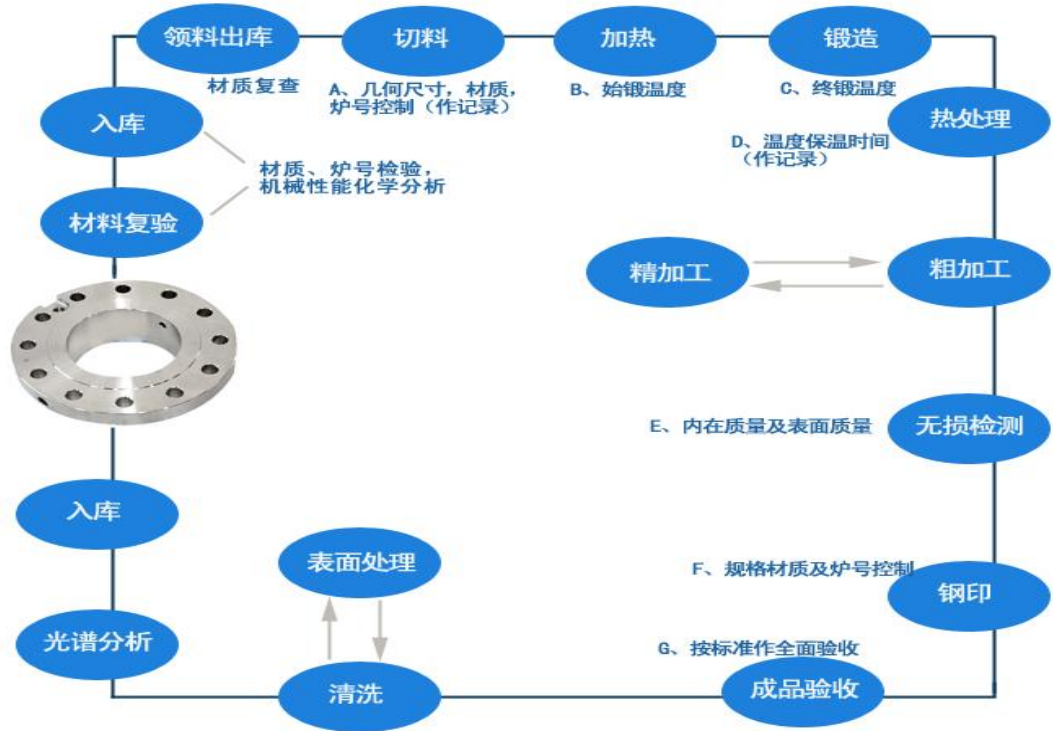 领料出库
切料
加热
锻造
材质复查
A、几何尺寸，材质，
炉号控制（作记录）
B、始锻温度
C、终锻温度
入库
热处理
D、温度保温时间
（作记录）
材质、炉号检验，
机械性能化学分析
材料复验
精加工
粗加工
E、内在质量及表面质量
无损检测
入库
表面处理
F、规格材质及炉号控制
钢印
光谱分析
G、按标准作全面验收
清洗
成品验收